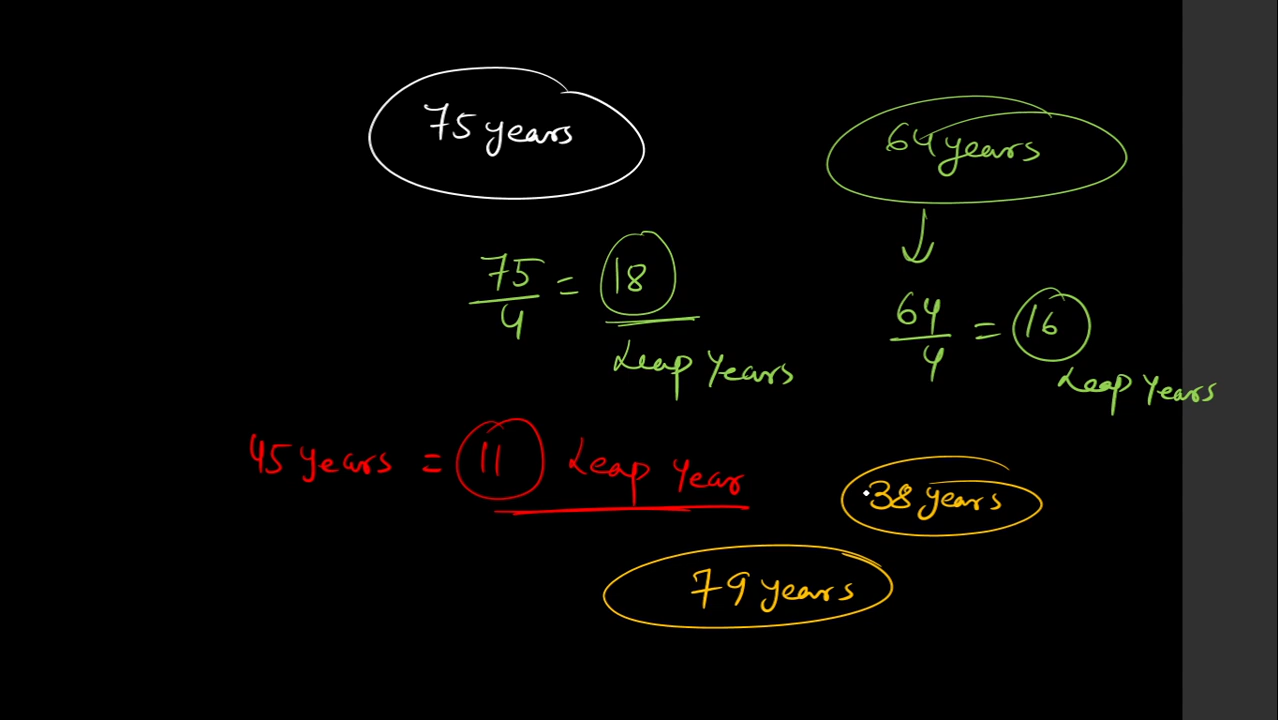 75 years
64 years
75/4 = 18
Leap Years
64/4 = 16
Leap Years
45 years = 11 Leap Year
38 years
79 years